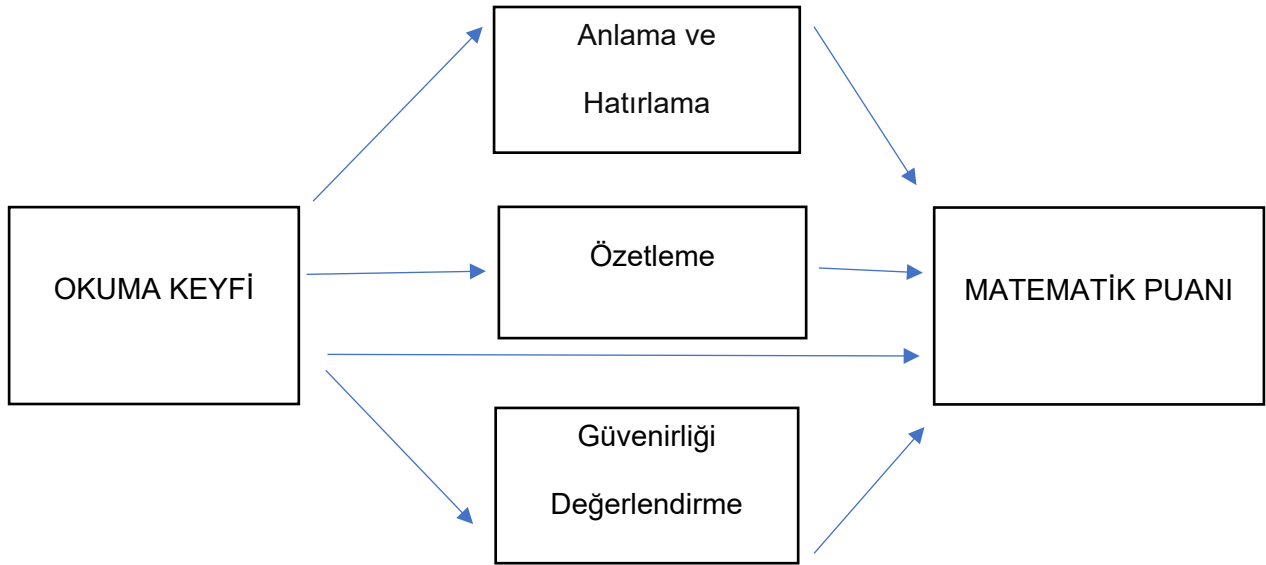 Anlama ve
Hatırlama
OKUMA KEYFİ
Özetleme
MATEMATİK PUANI
Güvenirliği
Değerlendirme